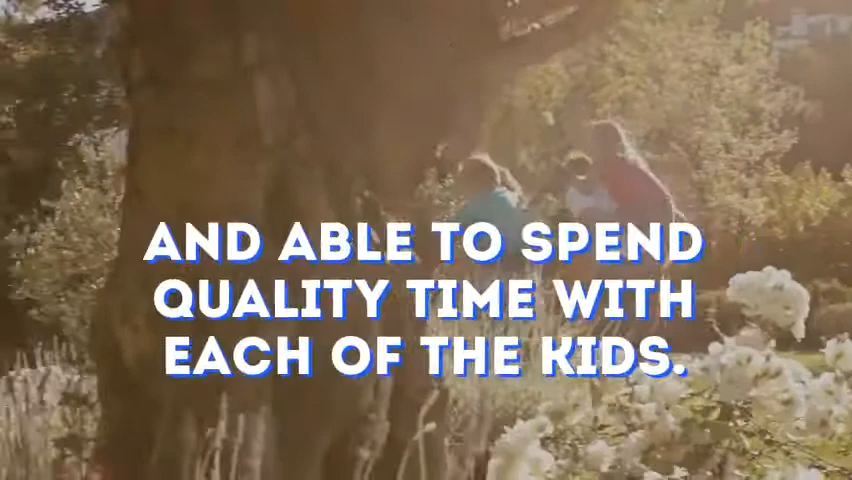 AND ABLE TO SPEND
QUALITY TIME WITH
EACH OF THE KIDS.